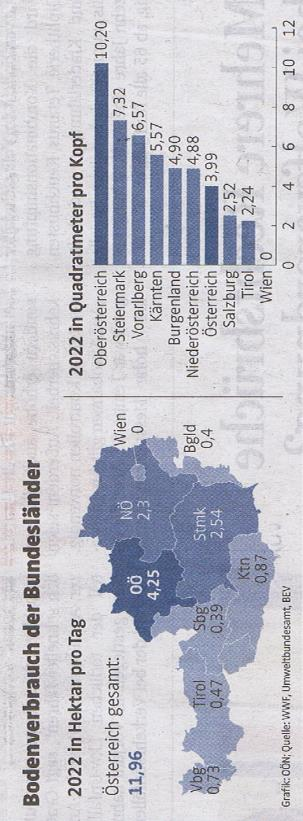 Bodenverbrauch der Bundesländer
2022 in Hektar pro Tag
Österreich gesamt:
11,96
Vbg
0,73
Tirol
0,47
Sbg
0,39
Ktn
0,87
OÖ
4,25
NÖ
2,3
Stmk
2,54
Wien
0
Bgld
0,4
2022 in Quadratmeter pro Kopf
Oberösterreich 10,20
Steiermark 7,32
Vorarlberg 6,57
Kärnten 5,57
Burgenland 4,90
Niederösterreich 4,88
Österreich 3,99
Salzburg 2,52
Tirol 2,24
Wien 0
0 2 4 6 8 10 12
Grafik: OÖN; Quelle: WWF, Umweltbundesamt, BEV